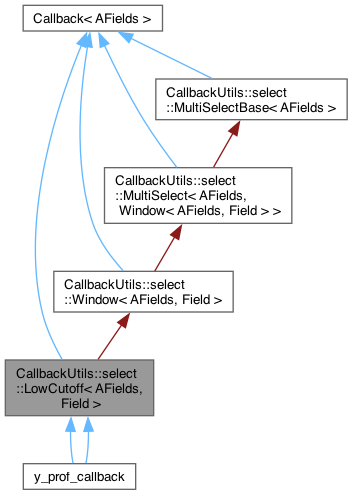 Callback< AFields >
CallbackUtils::select
::MultiSelectBase< AFields >
CallbackUtils::select
::MultiSelect< AFields,
Window< AFields, Field > >
CallbackUtils::select
::Window< AFields, Field >
CallbackUtils::select
::LowCutoff< AFields,
Field >
y_prof_callback